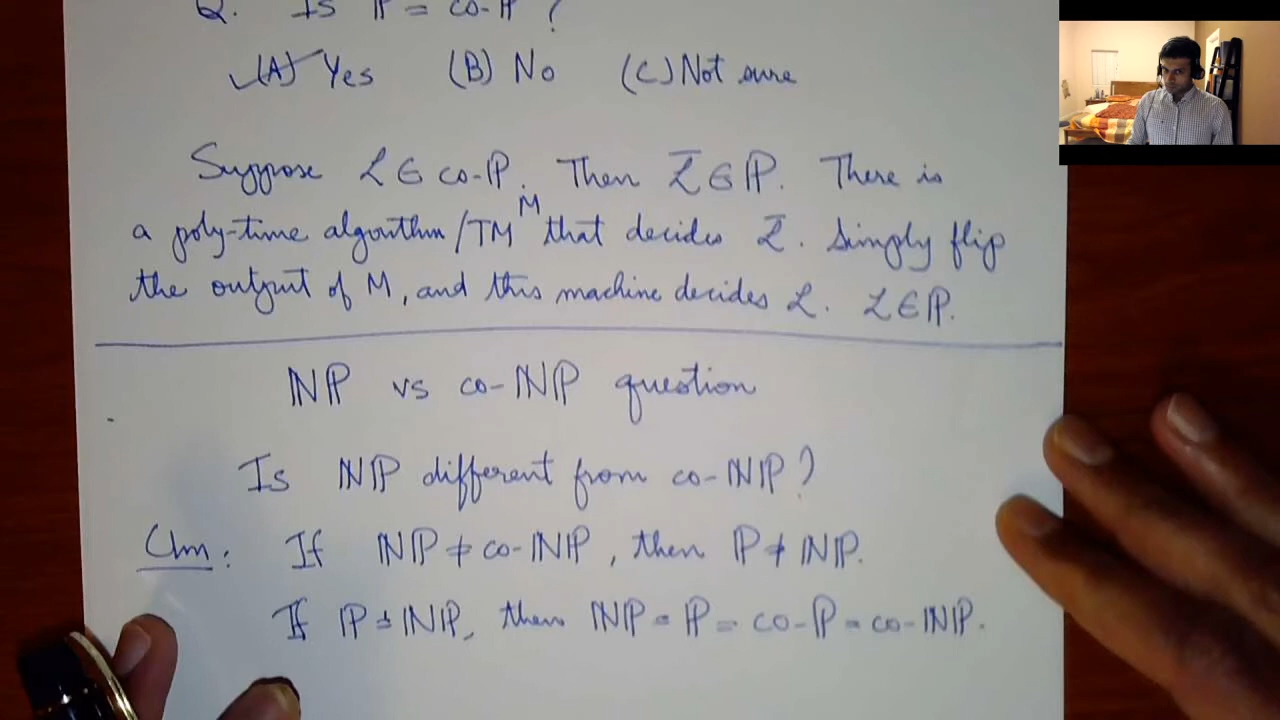 Q. Is P = co-P ?
(A) Yes (B) No (C) Not sure
Suppose L ∈ co-P. Then L̅ ∈ P. There is
a poly-time algorithm/TM M that decides L̅. Simply flip
the output of M, and this machine decides L. L ∈ P.
NP vs co-NP question
Is NP different from co-NP?
Clm: If NP ≠ co-NP, then P ≠ NP.
If P = NP, then NP = P = co-P = co-NP.